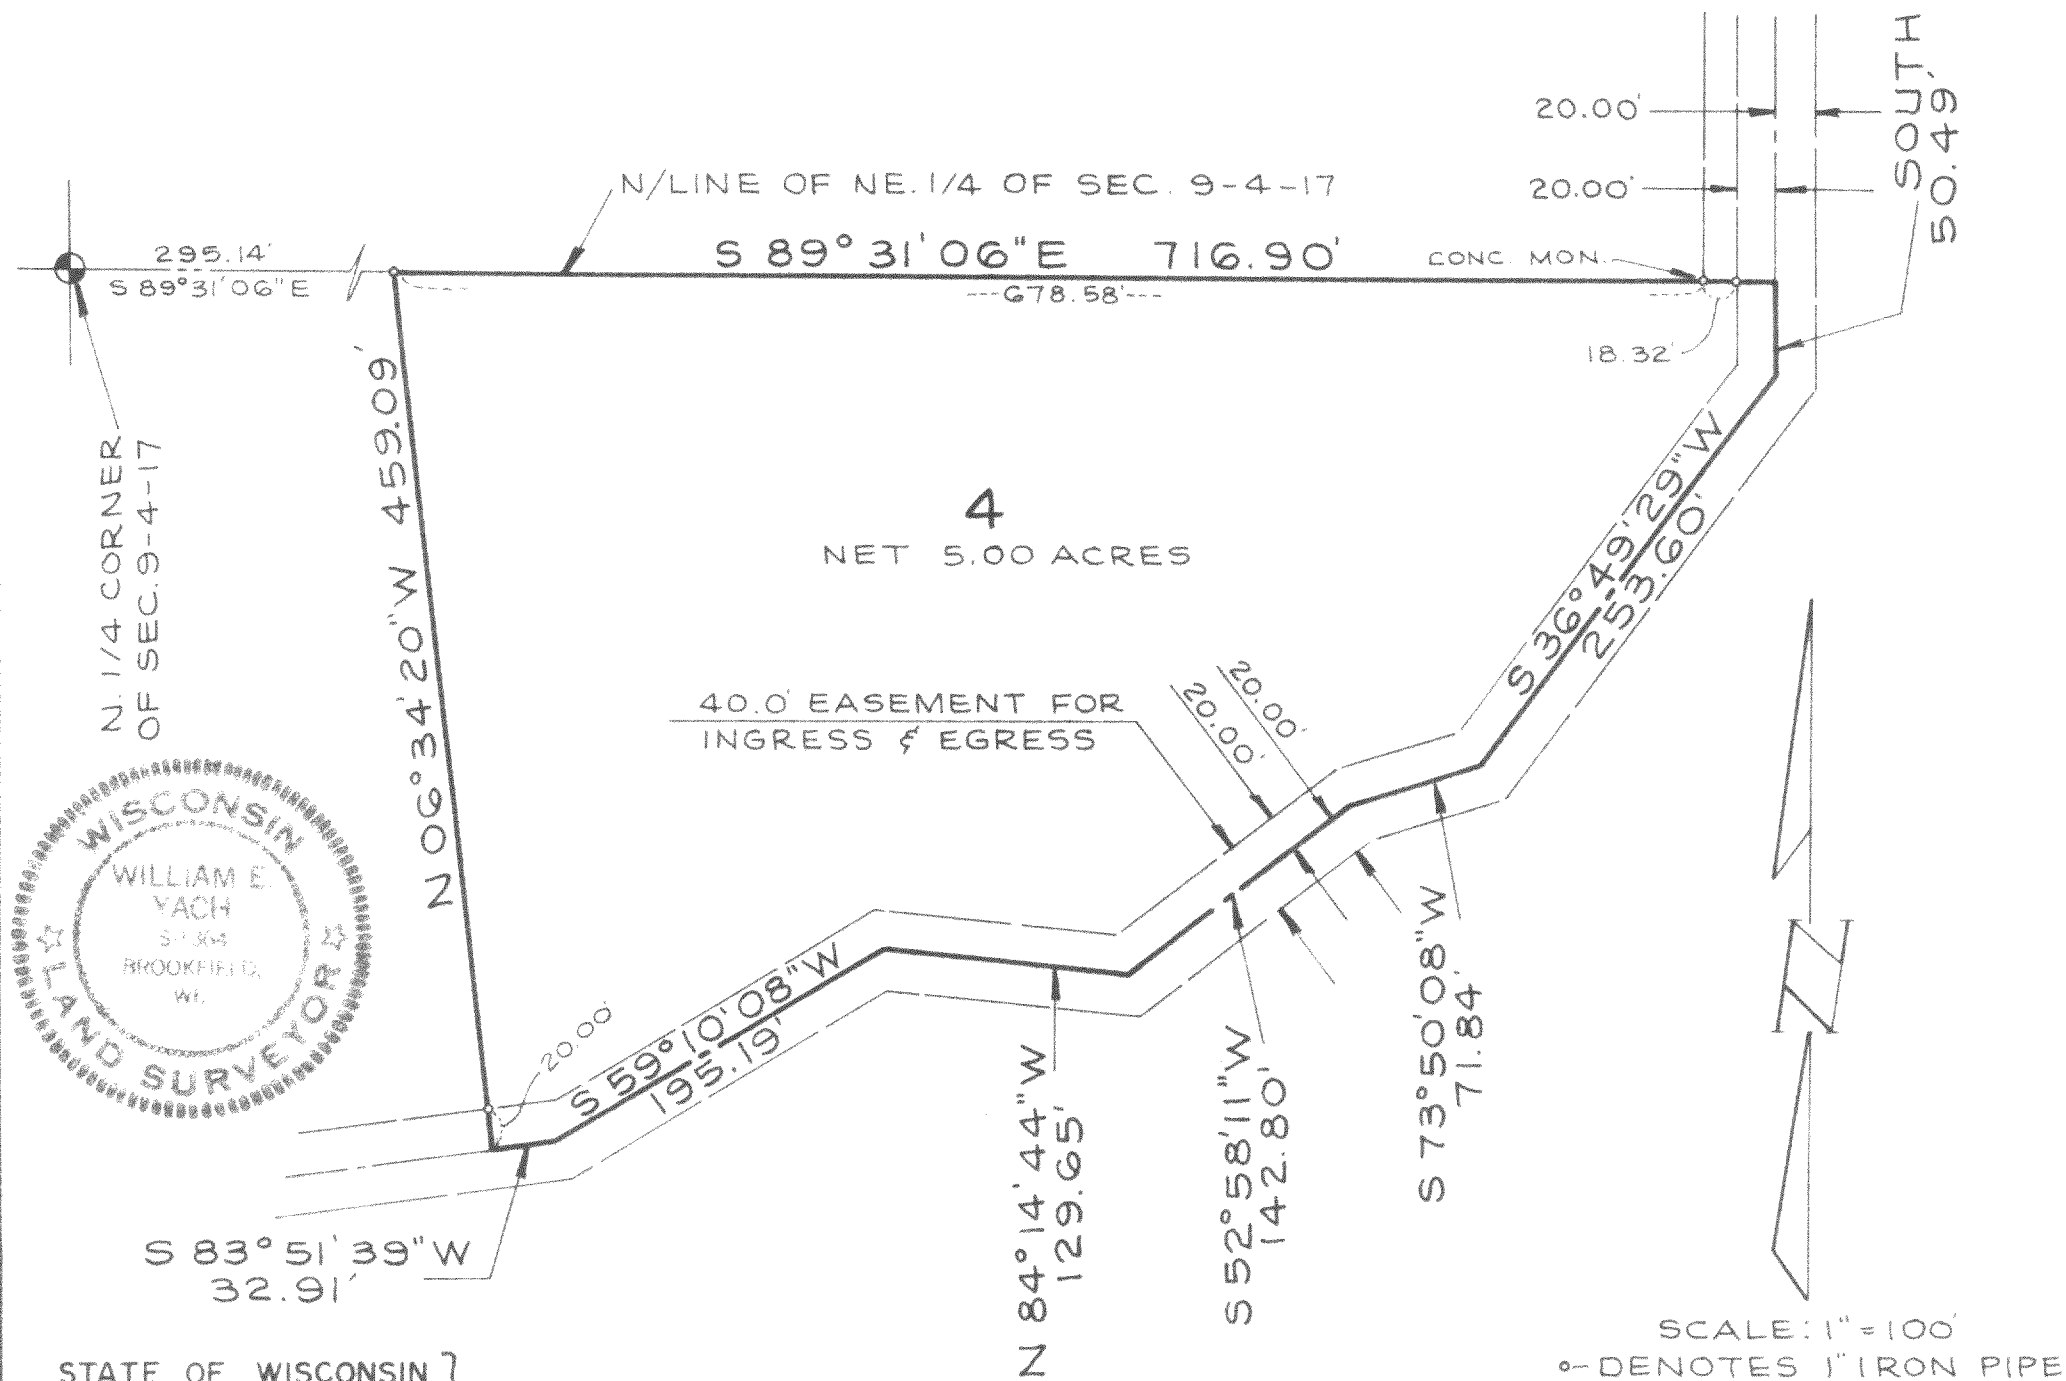 SOUTH
50.49'
20.00'
20.00'
N/LINE OF NE. 1/4 OF SEC. 9-4-17
295.14'
S 89°31'06"E
S 89°31'06"E 716.90'
678.58'
CONC. MON.
18.32'
N. 1/4 CORNER
OF SEC. 9-4-17
N 06°34'20"W 459.09'
4
NET 5.00 ACRES
S 36°49'29"W
253.60'
40.0' EASEMENT FOR
INGRESS & EGRESS
20.00'
20.00'
WISCONSIN
WILLIAM E.
YACH
BROOKFIELD,
WI.
LAND SURVEYOR
20.00'
S 59°10'08"W
195.19'
N 84°14'44"W
129.65'
S 52°58'11"W
142.80'
S 73°50'08"W
71.84'
S 83°51'39"W
32.91'
N
SCALE: 1"=100'
o-DENOTES 1" IRON PIPE
STATE OF WISCONSIN